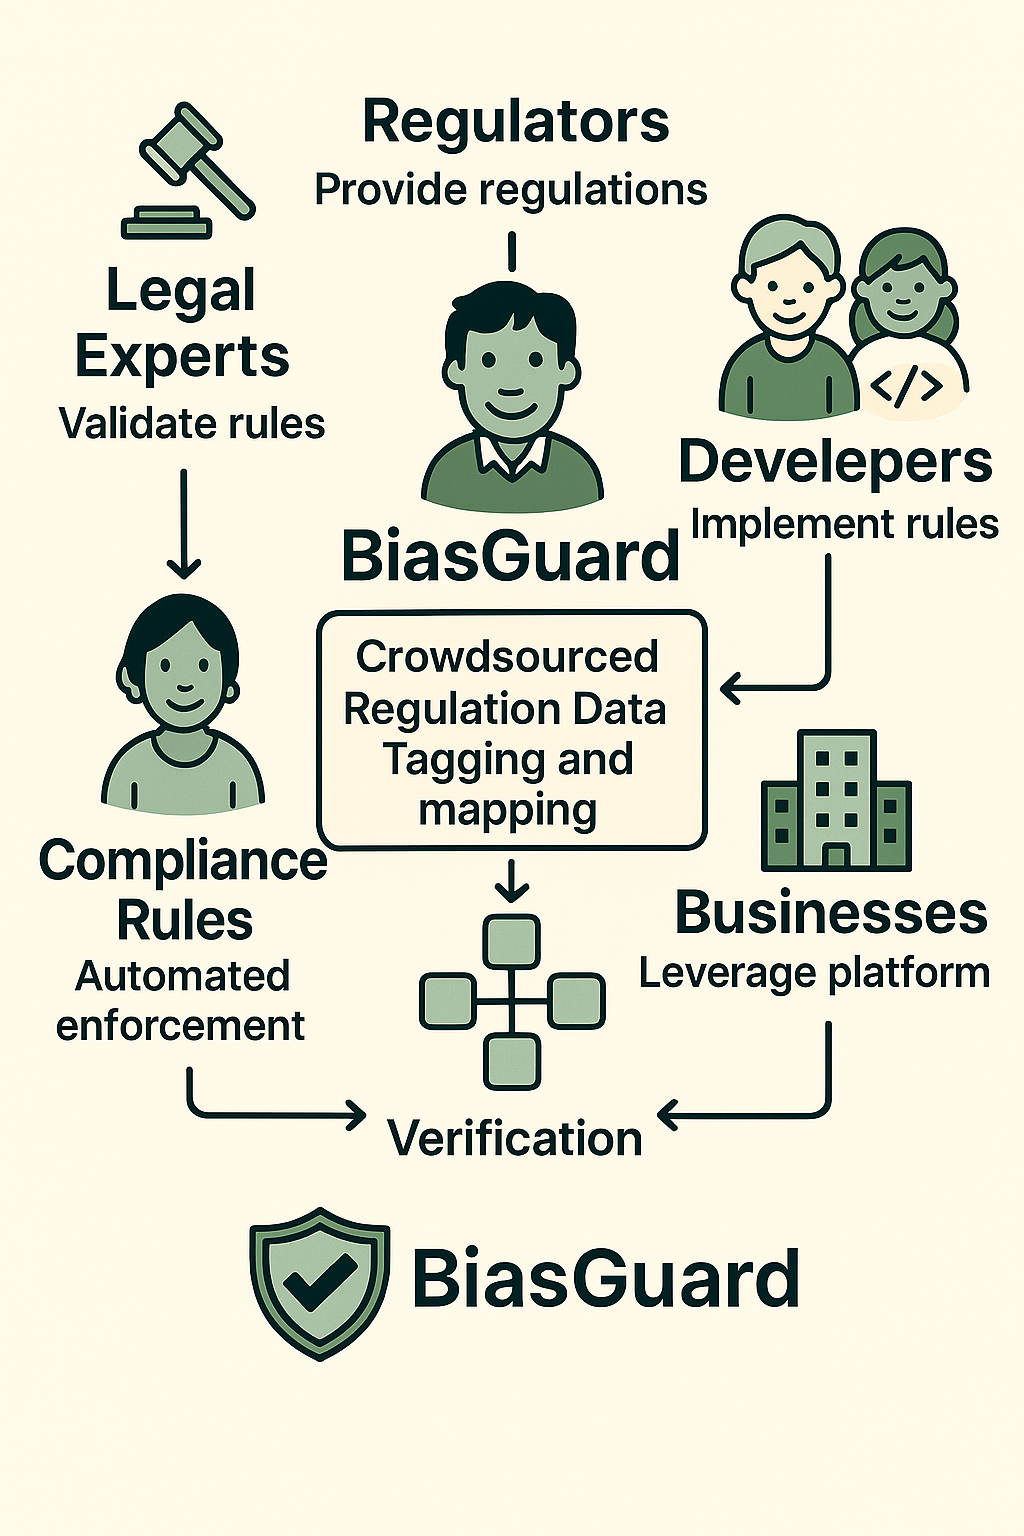 Regulators
Provide regulations
Legal
Experts
Validate rules
</>
Develepers
Implement rules
BiasGuard
Crowdsourced
Regulation Data
Tagging and
mapping
Compliance
Rules
Automated
enforcement
Businesses
Leverage platform
Verification
BiasGuard